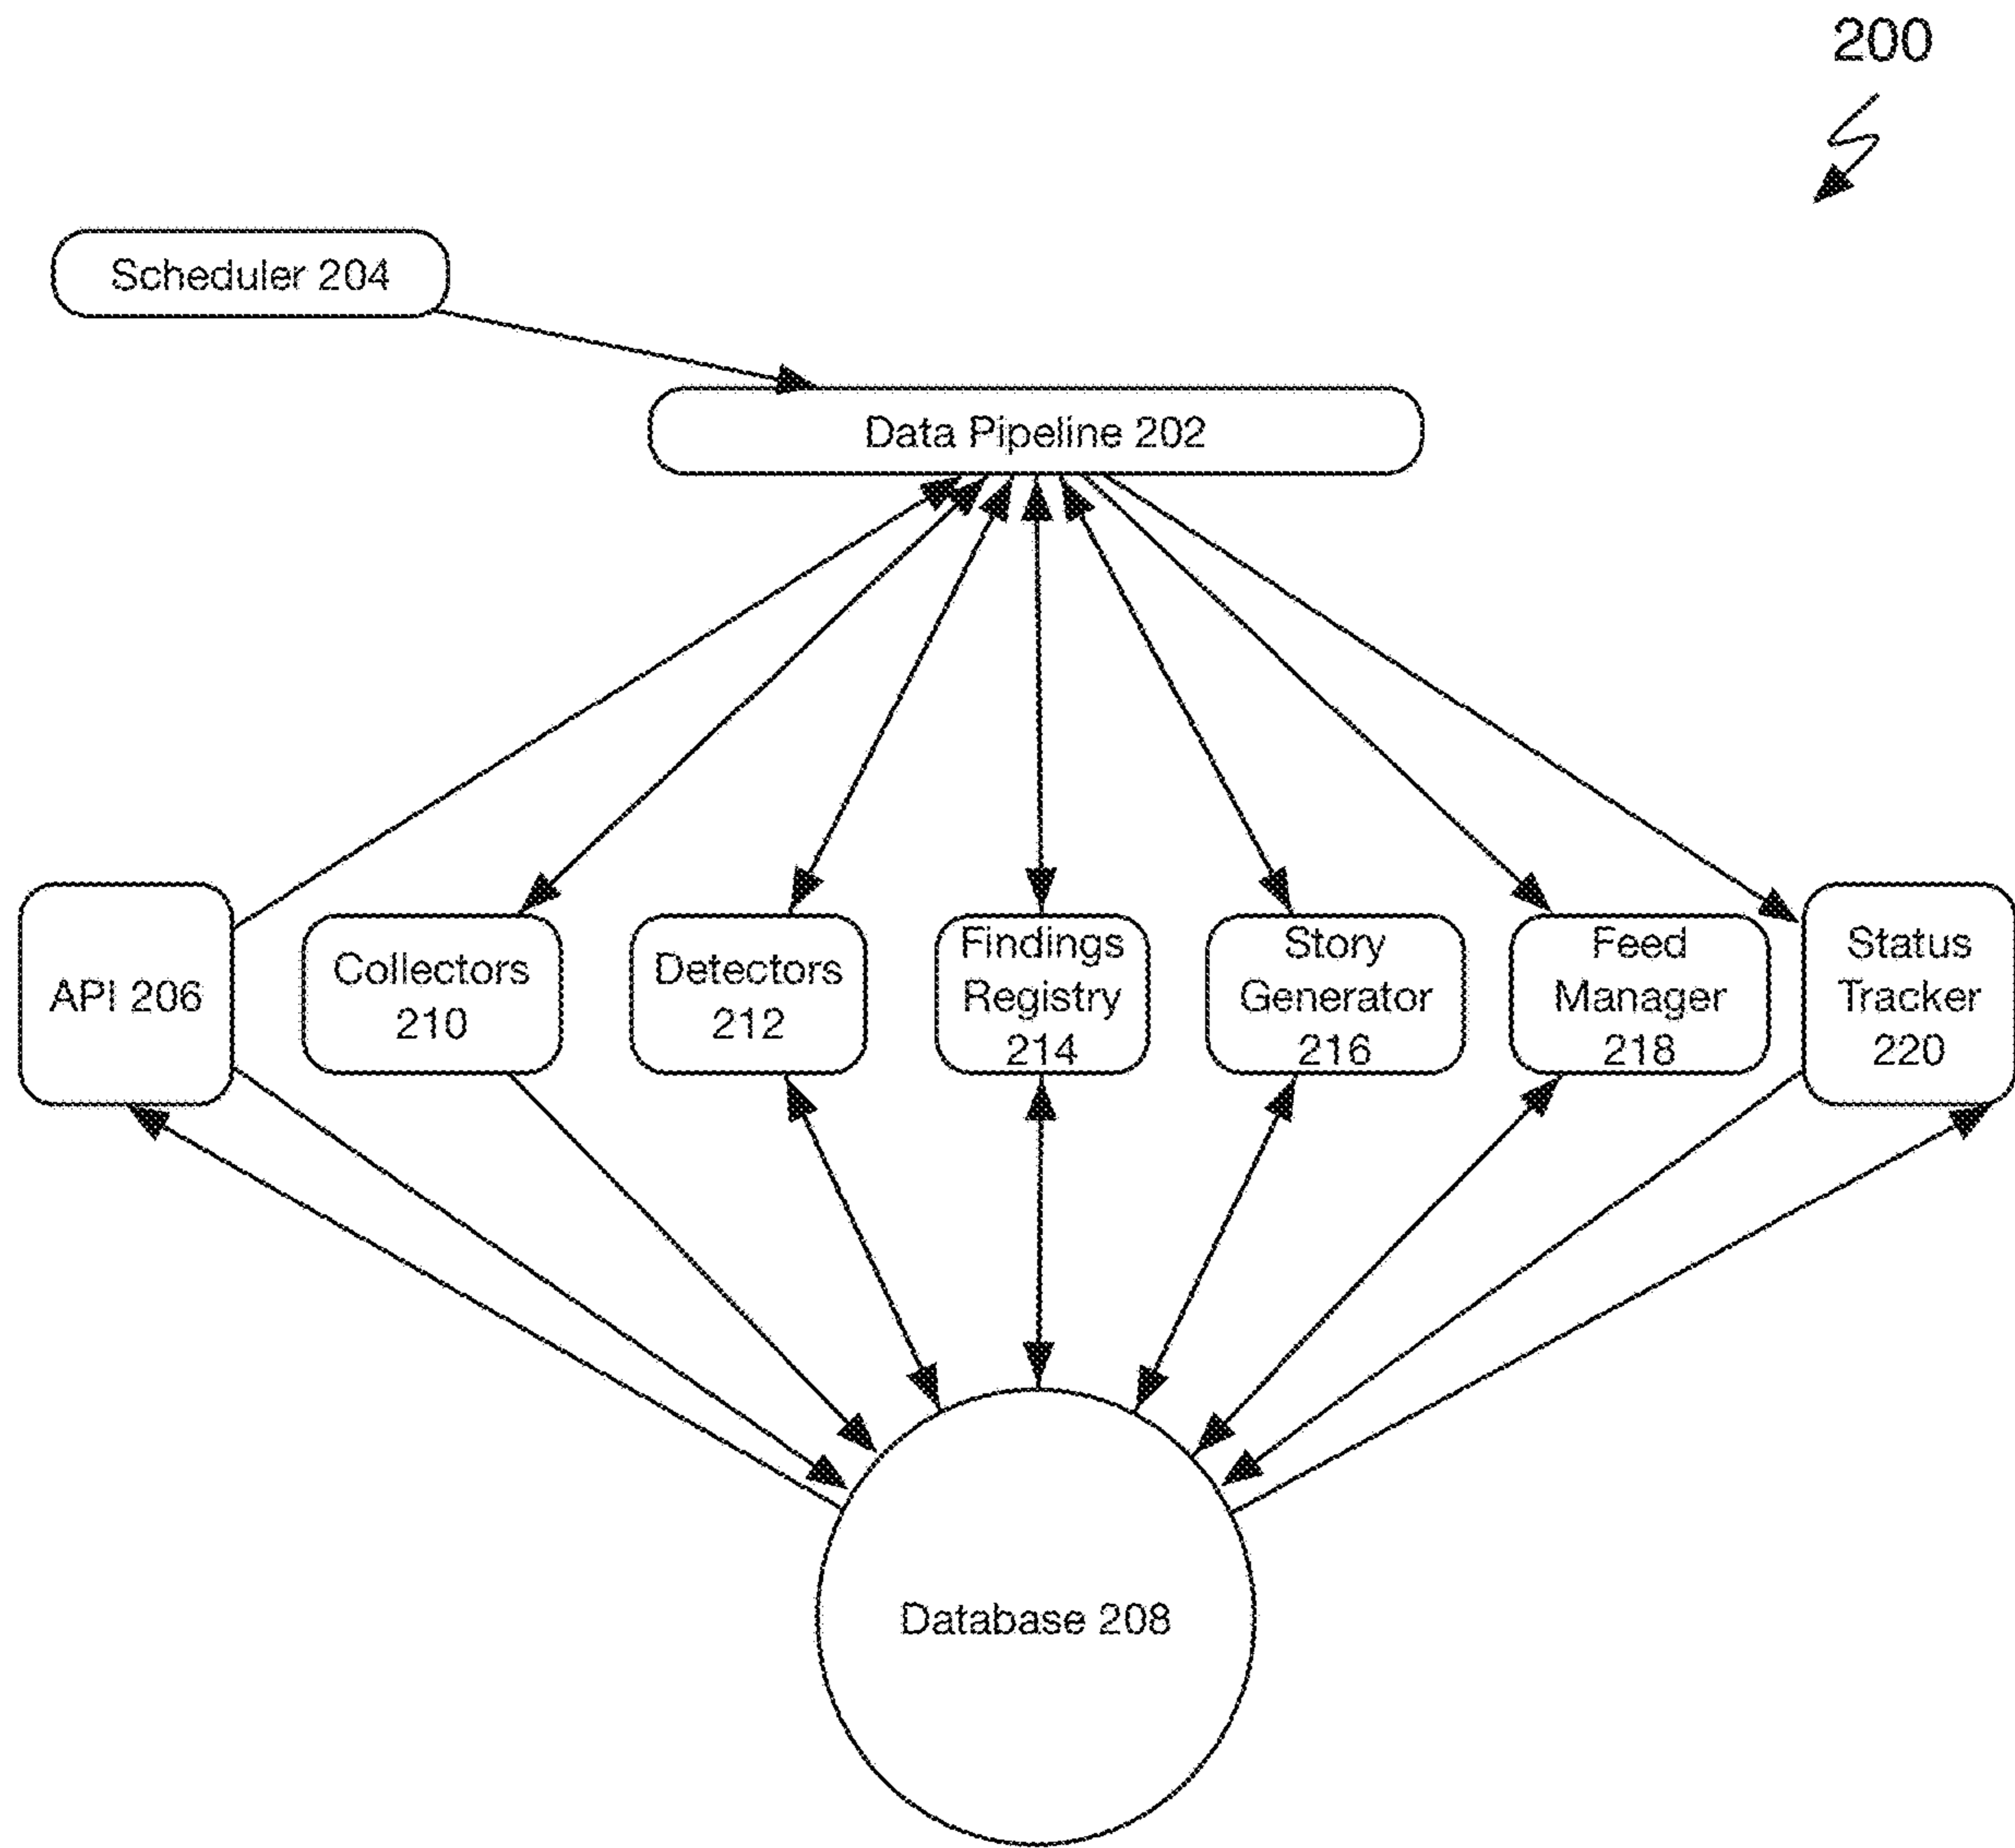 200
Scheduler 204
Data Pipeline 202
API 206
Collectors
210
Detectors
212
Findings
Registry
214
Story
Generator
216
Feed
Manager
218
Status
Tracker
220
Database 208